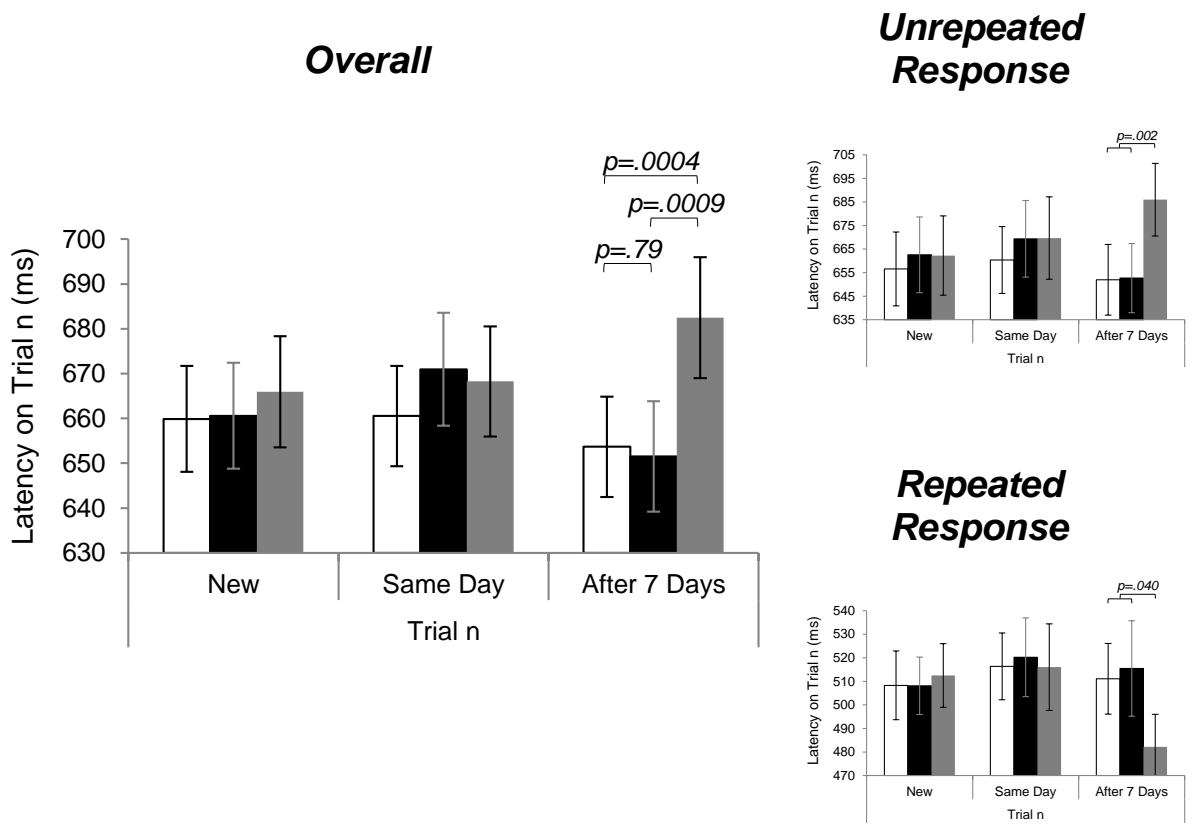 Overall
p=.0004
p=.0009
p=.79
Latency on Trial n (ms)
700
690
680
670
660
650
640
630
New Same Day After 7 Days
Trial n
Unrepeated
Response
p=.002
Latency on Trial n (ms)
705
695
685
675
665
655
645
635
New Same Day After 7 Days
Trial n
Repeated
Response
p=.040
Latency on Trial n (ms)
540
530
520
510
500
490
480
470
New Same Day After 7 Days
Trial n